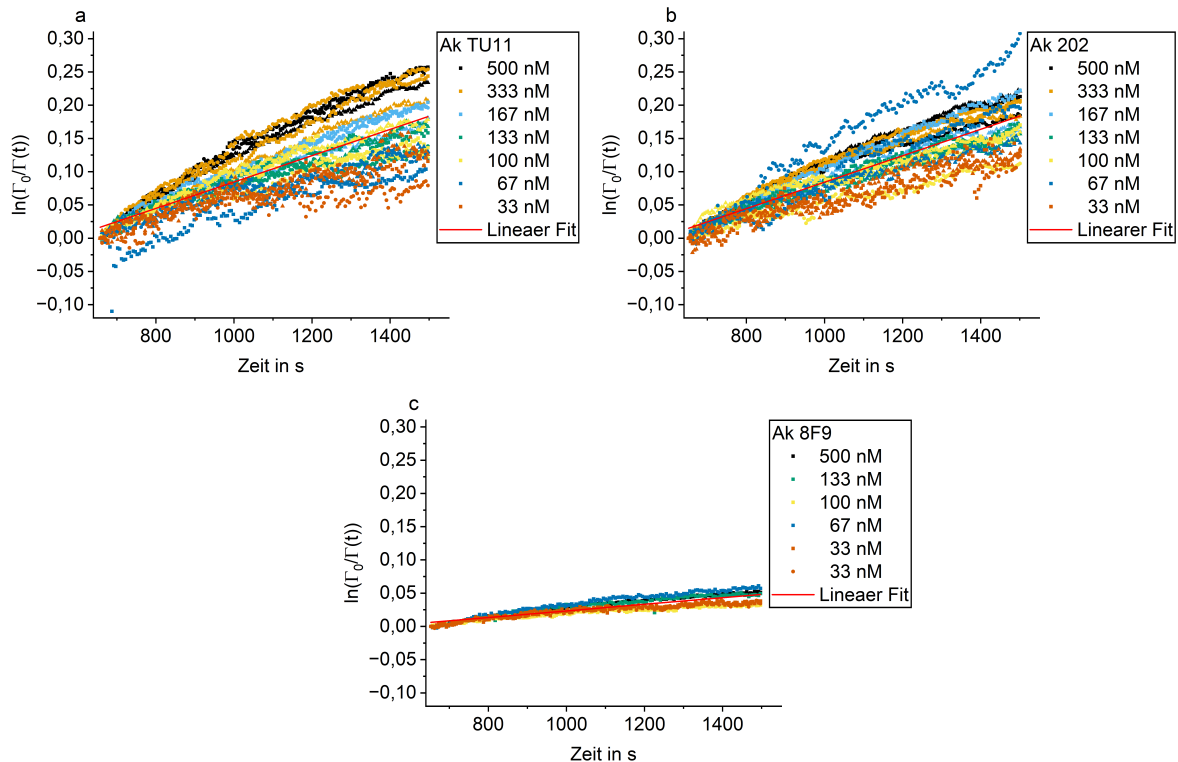 a
ln(Γ₀/Γ(t))
0,30
0,25
0,20
0,15
0,10
0,05
0,00
−0,05
−0,10
800
1000
1200
1400
Zeit in s
Ak TU11
500 nM
333 nM
167 nM
133 nM
100 nM
67 nM
33 nM
Lineaer Fit
b
ln(Γ₀/Γ(t))
0,30
0,25
0,20
0,15
0,10
0,05
0,00
−0,05
−0,10
800
1000
1200
1400
Zeit in s
Ak 202
500 nM
333 nM
167 nM
133 nM
100 nM
67 nM
33 nM
Linearer Fit
c
ln(Γ₀/Γ(t))
0,30
0,25
0,20
0,15
0,10
0,05
0,00
−0,05
−0,10
800
1000
1200
1400
Zeit in s
Ak 8F9
500 nM
133 nM
100 nM
67 nM
33 nM
33 nM
Lineaer Fit